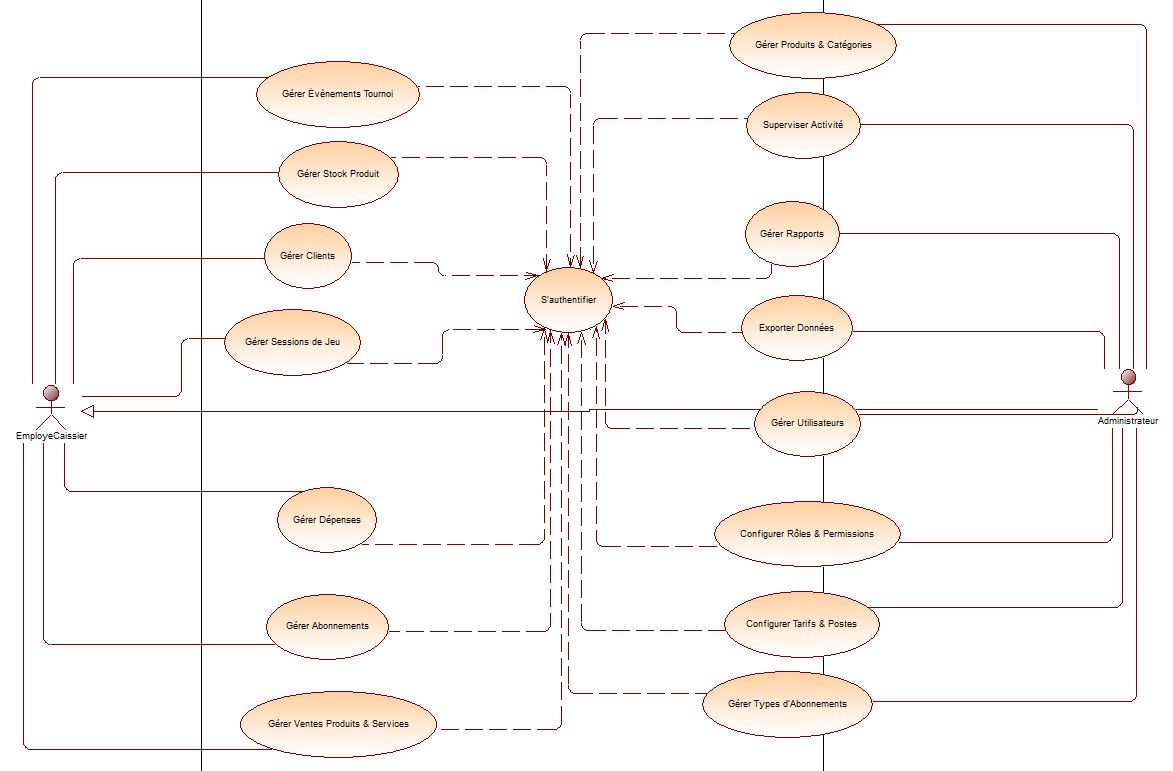 Gérer Produits & Catégories
Gérer Évènements Tournoi
Superviser Activité
Gérer Stock Produit
Gérer Rapports
Gérer Clients
S'authentifier
Exporter Données
Gérer Sessions de Jeu
EmployeCaissier
Administrateur
Gérer Utilisateurs
Gérer Dépenses
Configurer Rôles & Permissions
Gérer Abonnements
Configurer Tarifs & Postes
Gérer Types d'Abonnements
Gérer Ventes Produits & Services